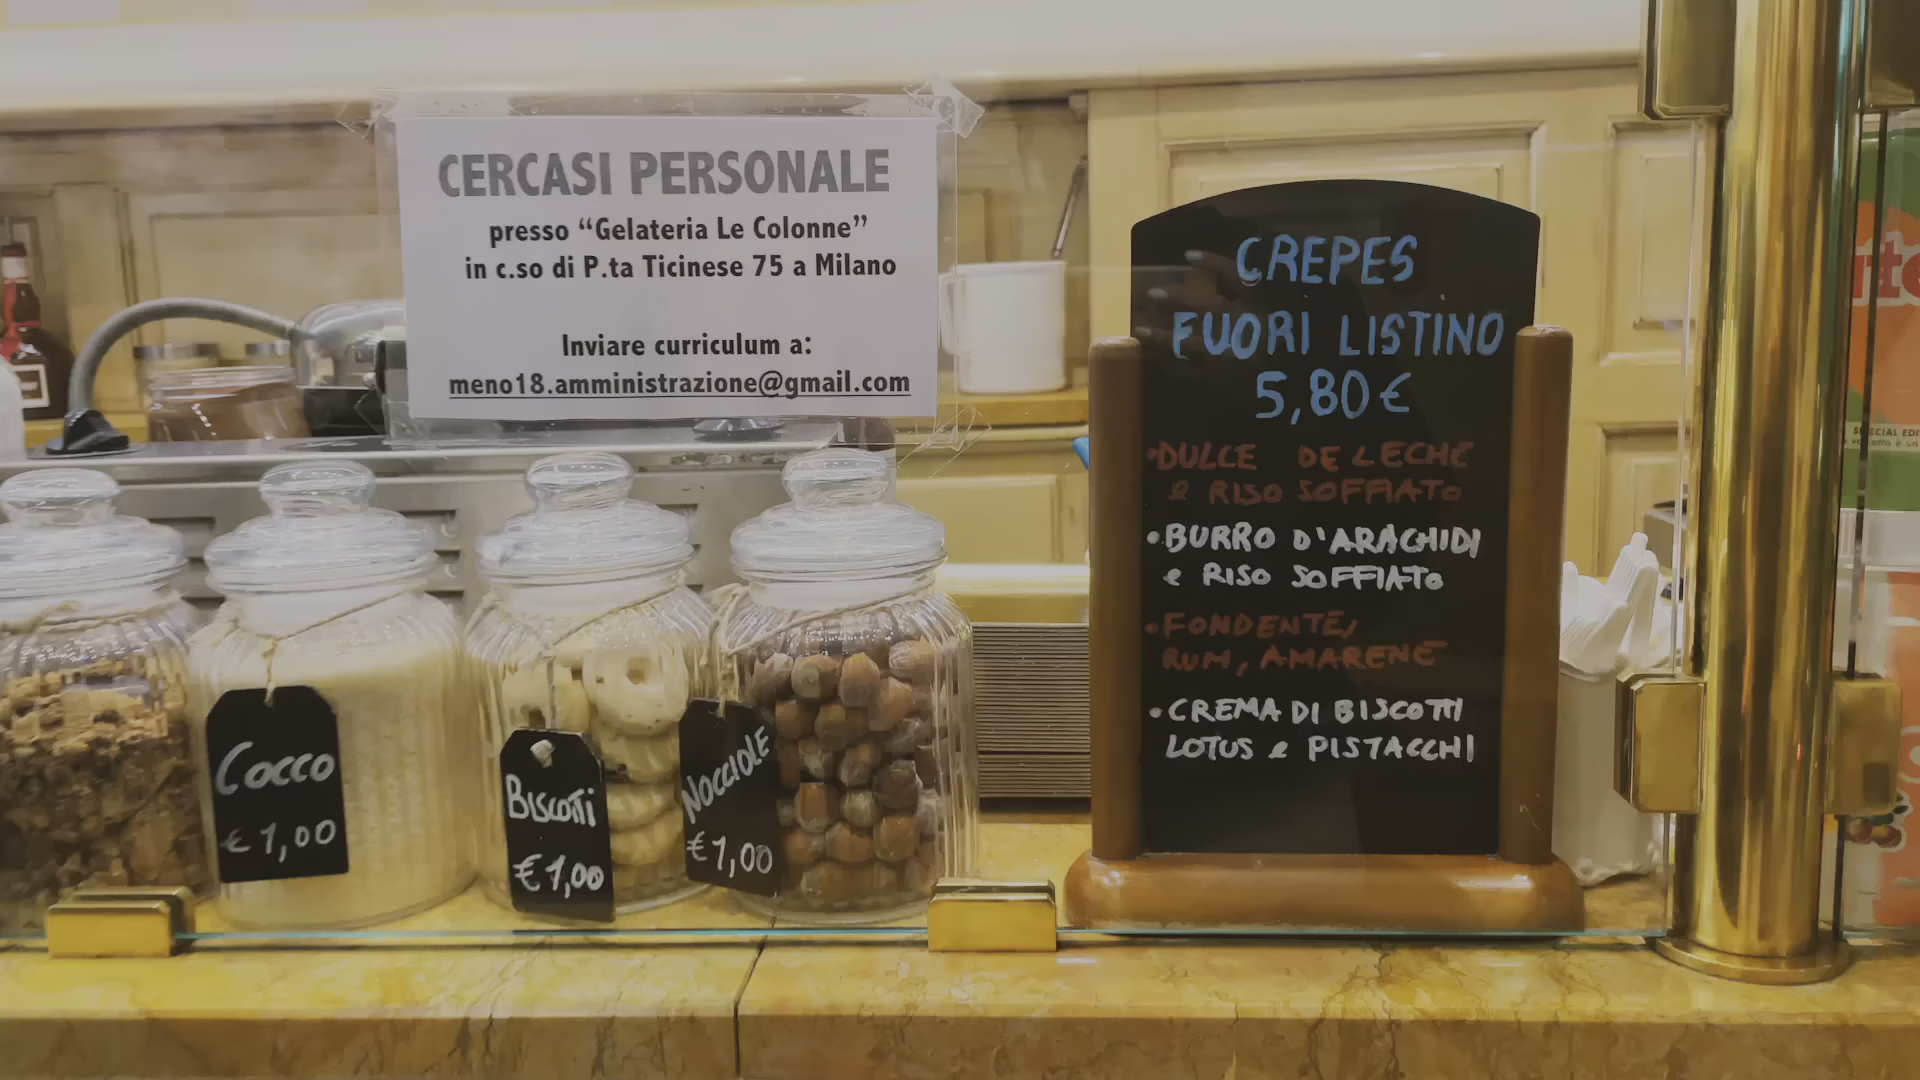 CERCASI PERSONALE
presso “Gelateria Le Colonne”
in c.so di P.ta Ticinese 75 a Milano
Inviare curriculum a:
meno18.amministrazione@gmail.com
CREPES
FUORI LISTINO
5,80 €
•DULCE DE LECHE
e RISO SOFFIATO
•BURRO D'ARACHIDI
e RISO SOFFIATO
•FONDENTE,
RUM, AMARENE
•CREMA DI BISCOTTI
LOTUS e PISTACCHI
COCCO
€ 1,00
BISCOTTI
€ 1,00
NOCCIOLE
€ 1,00